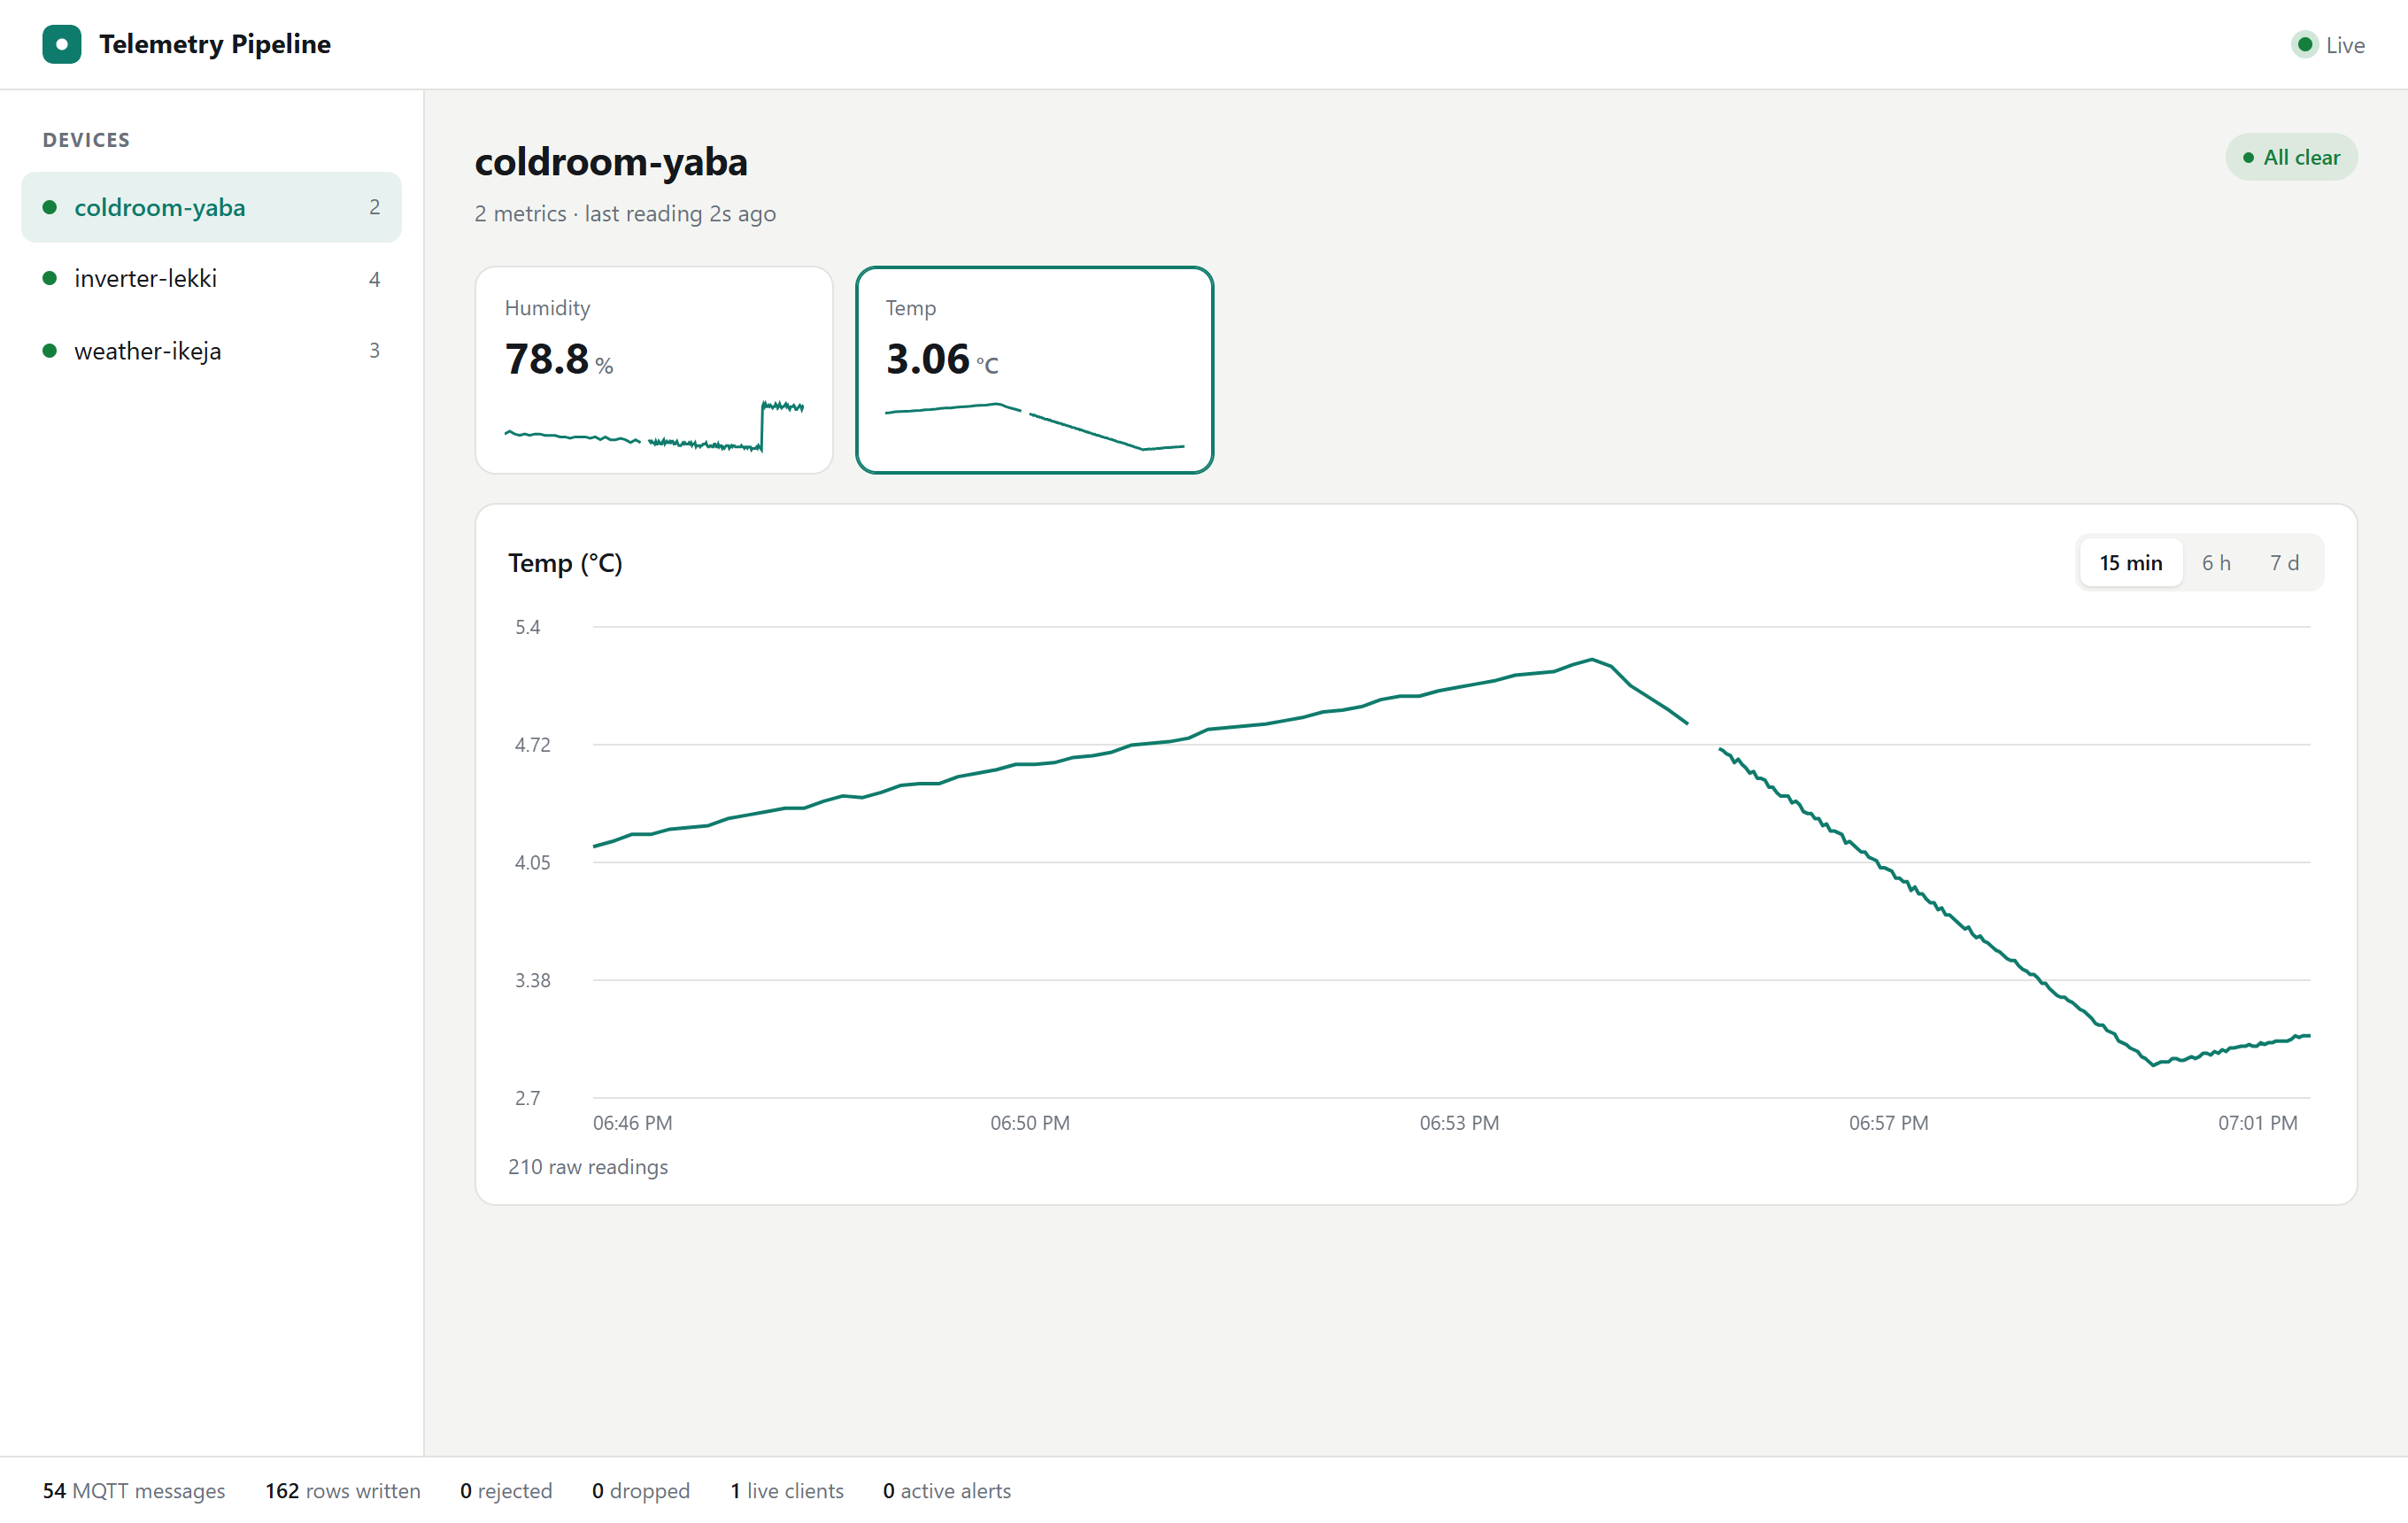 Telemetry Pipeline
Live
DEVICES
coldroom-yaba 2
inverter-lekki 4
weather-ikeja 3
coldroom-yaba
All clear
2 metrics · last reading 2s ago
Humidity
78.8 %
Temp
3.06 °C
Temp (°C)
15 min 6 h 7 d
5.4
4.72
4.05
3.38
2.7
06:46 PM 06:50 PM 06:53 PM 06:57 PM 07:01 PM
210 raw readings
54 MQTT messages 162 rows written 0 rejected 0 dropped 1 live clients 0 active alerts